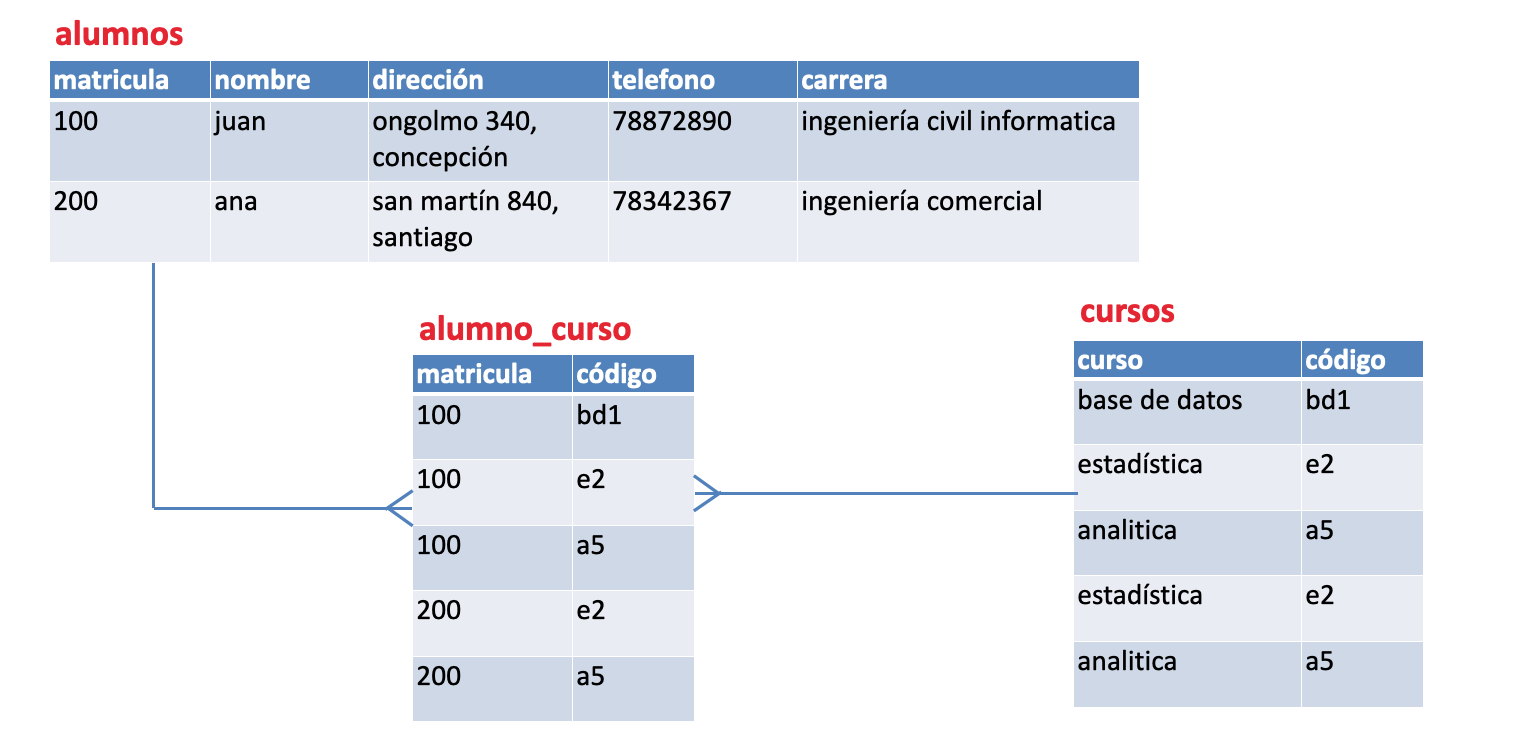 alumnos
matricula nombre dirección telefono carrera
100 juan ongolmo 340, 78872890 ingeniería civil informatica
concepción
200 ana san martín 840, 78342367 ingeniería comercial
santiago
alumno_curso
matricula código
100 bd1
100 e2
100 a5
200 e2
200 a5
cursos
curso código
base de datos bd1
estadística e2
analitica a5
estadística e2
analitica a5